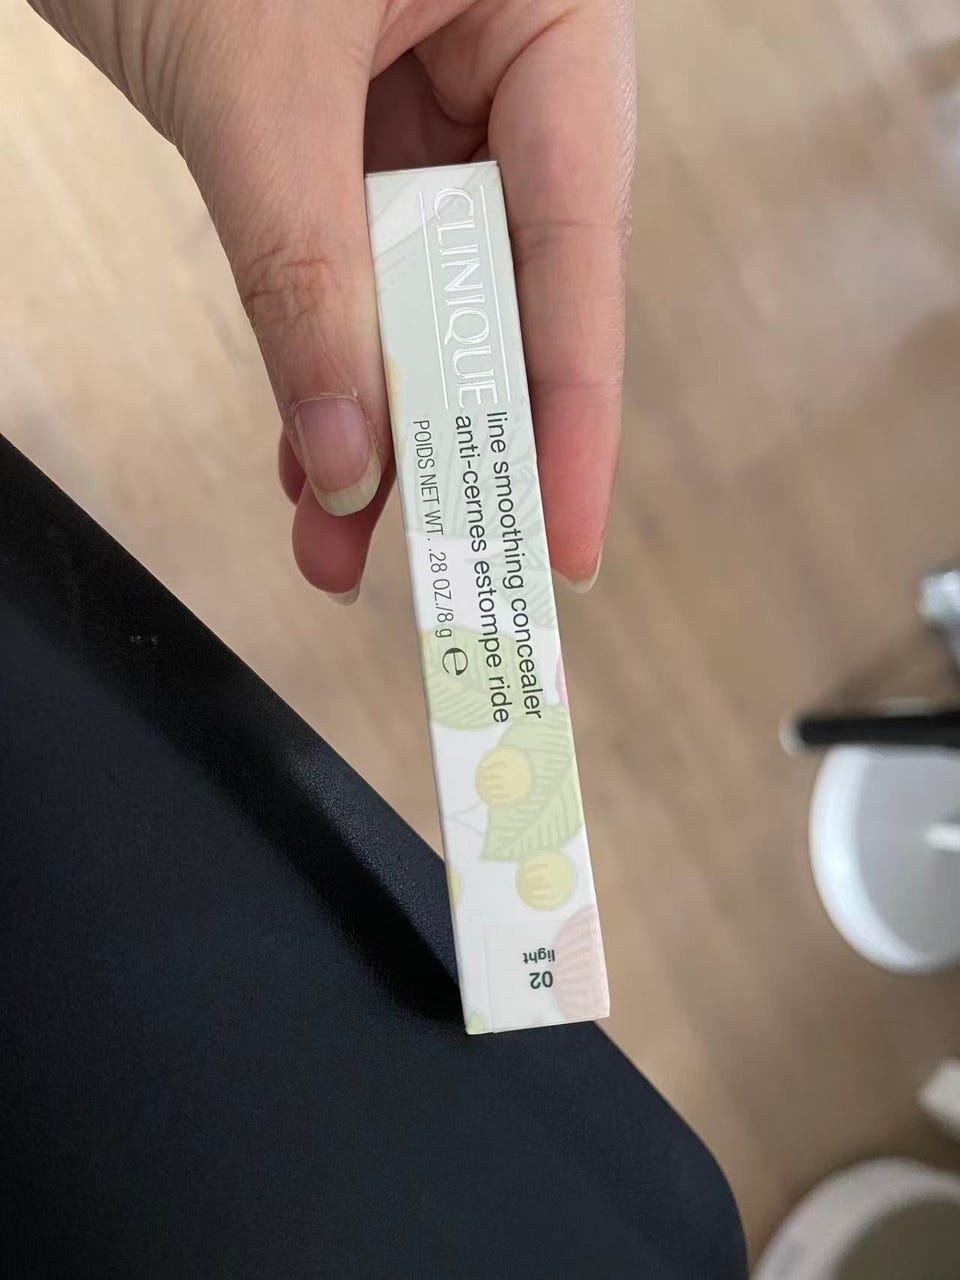 CLINIQUE
line smoothing concealer
anti-cernes estompe ride
POIDS NET WT. .28 OZ./8 g ℮
02
light